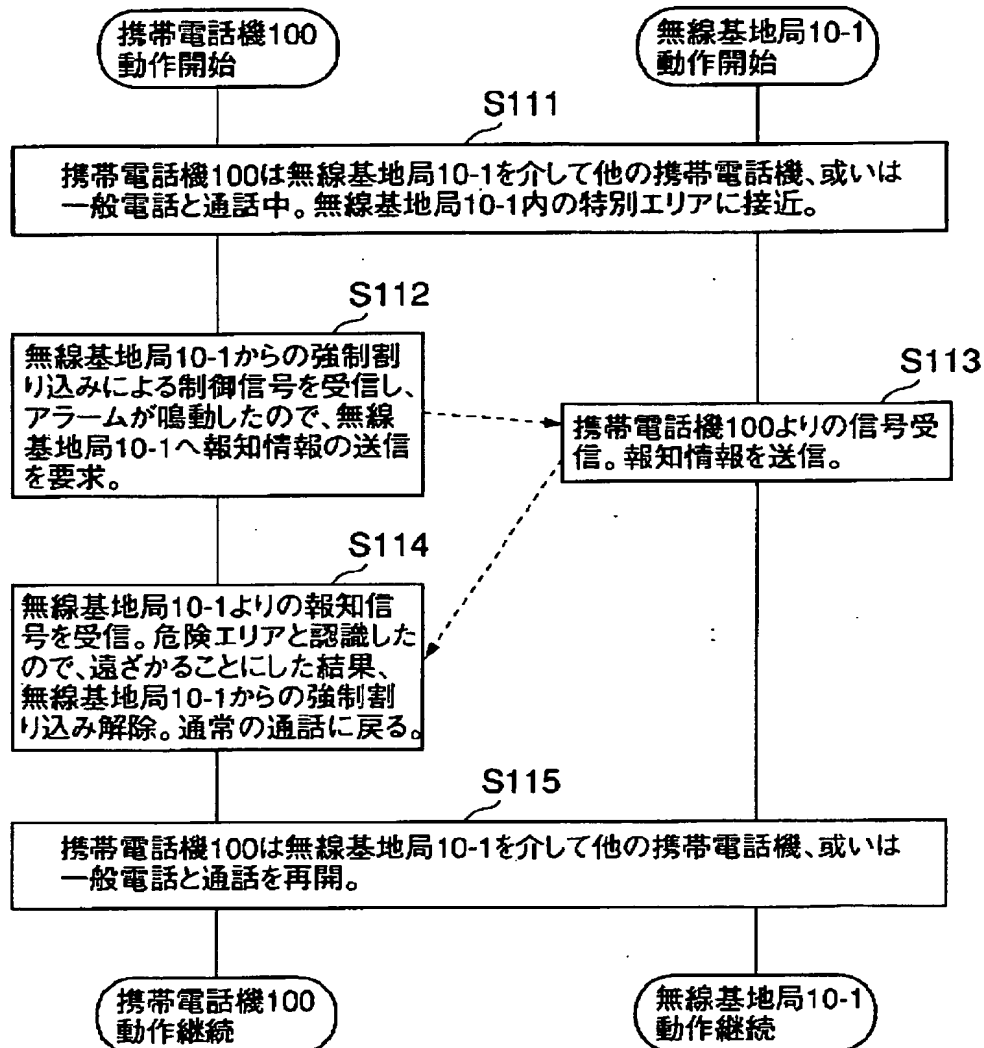 携帯電話機100
動作開始
無線基地局10-1
動作開始
S111
携帯電話機100は無線基地局10-1を介して他の携帯電話機、或いは
一般電話と通話中。無線基地局10-1内の特別エリアに接近。
S112
無線基地局10-1からの強制割
り込みによる制御信号を受信し、
アラームが鳴動したので、無線
基地局10-1へ報知情報の送信
を要求。
S113
携帯電話機100よりの信号受
信。報知情報を送信。
S114
無線基地局10-1よりの報知信
号を受信。危険エリアと認識した
ので、遠ざかることにした結果、
無線基地局10-1からの強制割
り込み解除。通常の通話に戻る。
S115
携帯電話機100は無線基地局10-1を介して他の携帯電話機、或いは
一般電話と通話を再開。
携帯電話機100
動作継続
無線基地局10-1
動作継続